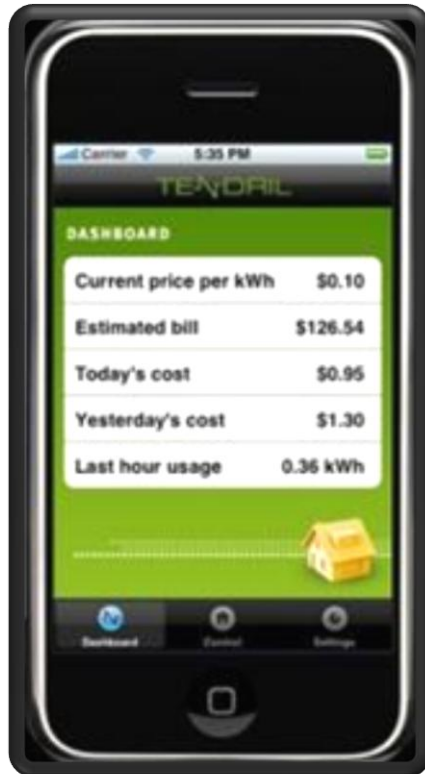 Carrier 5:35 PM
TENDRIL
DASHBOARD
Current price per kWh $0.10
Estimated bill $126.54
Today's cost $0.95
Yesterday's cost $1.30
Last hour usage 0.36 kWh
Dashboard Control Settings